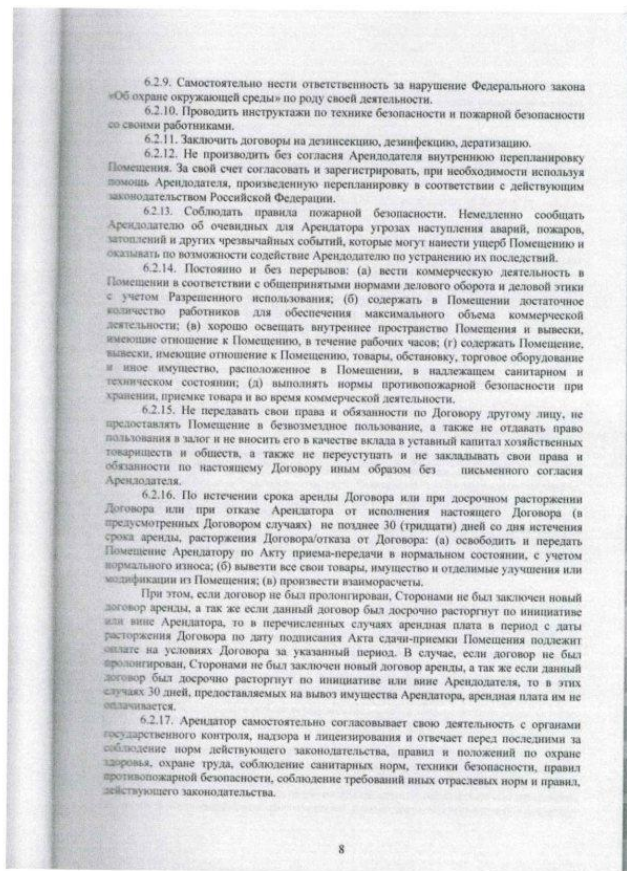 6.2.9. Самостоятельно нести ответственность за нарушение Федерального закона
«Об охране окружающей среды» по роду своей деятельности.
6.2.10. Проводить инструктажи по технике безопасности и пожарной безопасности
со своими работниками.
6.2.11. Заключить договоры на дезинсекцию, дезинфекцию, дератизацию.
6.2.12. Не производить без согласия Арендодателя внутреннюю перепланировку
Помещения. За свой счет согласовать и зарегистрировать, при необходимости используя
помощь Арендодателя, произведенную перепланировку в соответствии с действующим
законодательством Российской Федерации.
6.2.13. Соблюдать правила пожарной безопасности. Немедленно сообщать
Арендодателю об очевидных для Арендатора угрозах наступления аварий, пожаров,
затоплений и других чрезвычайных событий, которые могут нанести ущерб Помещению и
оказывать по возможности содействие Арендодателю по устранению их последствий.
6.2.14. Постоянно и без перерывов: (а) вести коммерческую деятельность в
Помещении в соответствии с общепринятыми нормами делового оборота и деловой этики
с учетом Разрешенного использования; (б) содержать в Помещении достаточное
количество работников для обеспечения максимального объема коммерческой
деятельности; (в) хорошо освещать внутреннее пространство Помещения и вывески,
имеющие отношение к Помещению, в течение рабочих часов; (г) содержать Помещение,
вывески, имеющие отношение к Помещению, товары, обстановку, торговое оборудование
и иное имущество, расположенное в Помещении, в надлежащем санитарном и
техническом состоянии; (д) выполнять нормы противопожарной безопасности при
хранении, приемке товара и во время коммерческой деятельности.
6.2.15. Не передавать свои права и обязанности по Договору другому лицу, не
предоставлять Помещение в безвозмездное пользование, а также не отдавать право
пользования в залог и не вносить его в качестве вклада в уставный капитал хозяйственных
товариществ и обществ, а также не переуступать и не закладывать свои права и
обязанности по настоящему Договору иным образом без письменного согласия
Арендодателя.
6.2.16. По истечении срока аренды Договора или при досрочном расторжении
Договора или при отказе Арендатора от исполнения настоящего Договора (в
предусмотренных Договором случаях) не позднее 30 (тридцати) дней со дня истечения
срока аренды, расторжения Договора/отказа от Договора: (а) освободить и передать
Помещение Арендатору по Акту приема-передачи в нормальном состоянии, с учетом
нормального износа; (б) вывезти все свои товары, имущество и отделимые улучшения или
модификации из Помещения; (в) произвести взаиморасчеты.
При этом, если договор не был пролонгирован, Сторонами не был заключен новый
договор аренды, а так же если данный договор был досрочно расторгнут по инициативе
или вине Арендатора, то в перечисленных случаях арендная плата в период с даты
расторжения Договора по дату подписания Акта сдачи-приемки Помещения подлежит
оплате на условиях Договора за указанный период. В случае, если договор не был
пролонгирован, Сторонами не был заключен новый договор аренды, а так же если данный
договор был досрочно расторгнут по инициативе или вине Арендодателя, то в этих
случаях 30 дней, предоставляемых на вывоз имущества Арендатора, арендная плата им не
оплачивается.
6.2.17. Арендатор самостоятельно согласовывает свою деятельность с органами
государственного контроля, надзора и лицензирования и отвечает перед последними за
соблюдение норм действующего законодательства, правил и положений по охране
здоровья, охране труда, соблюдение санитарных норм, техники безопасности, правил
противопожарной безопасности, соблюдение требований иных отраслевых норм и правил,
действующего законодательства.
8